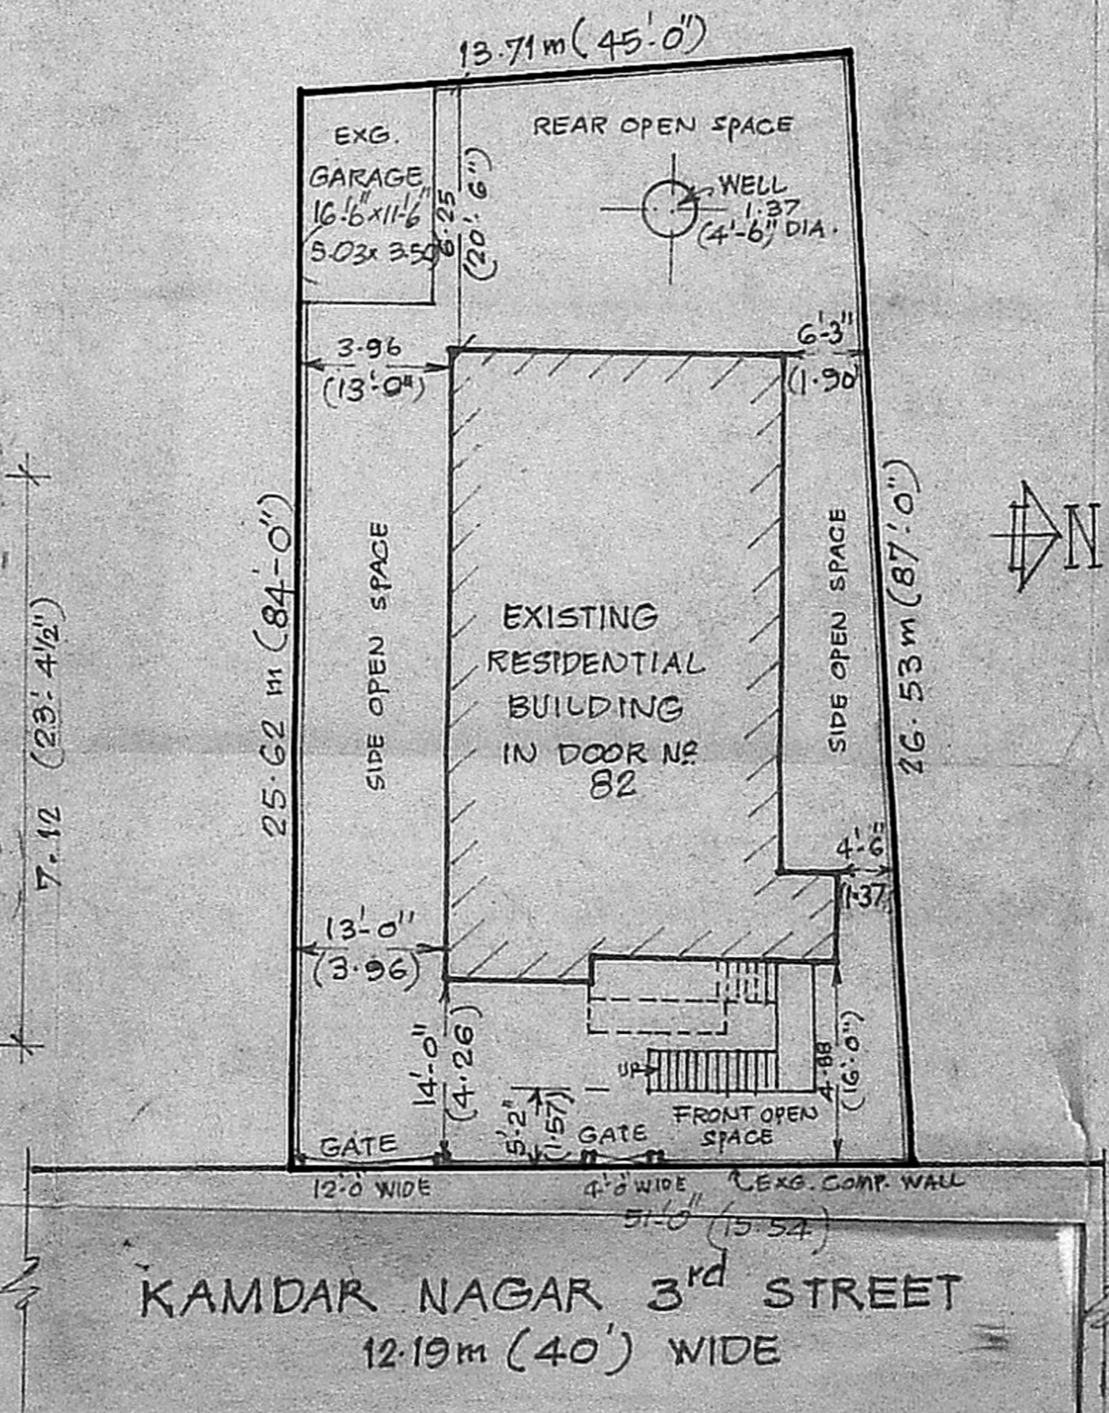 13.71m (45'-0")
REAR OPEN SPACE
EXG.
GARAGE
16'-6" x 11'-6"
5.03 x 3.50
6.25
(20'-6")
WELL
1.37
(4'-6") DIA.
3.96
(13'-0")
6'-3"
(1.90
25.62 m (84'-0")
SIDE OPEN SPACE
EXISTING
RESIDENTIAL
BUILDING
IN DOOR Nº
82
SIDE OPEN SPACE
26.53 m (87'-0")
N
7.12 (23'-4½")
4'-6"
(1.37
13'-0"
(3.96)
14'-0"
(4.26)
UP
5'-2"
(1.57)
4.88
(16'-0")
FRONT OPEN
SPACE
GATE
GATE
12'-0" WIDE
4'-0" WIDE
EXG. COMP. WALL
51'-0" (15.54)
KAMDAR NAGAR 3rd STREET
12.19m (40') WIDE